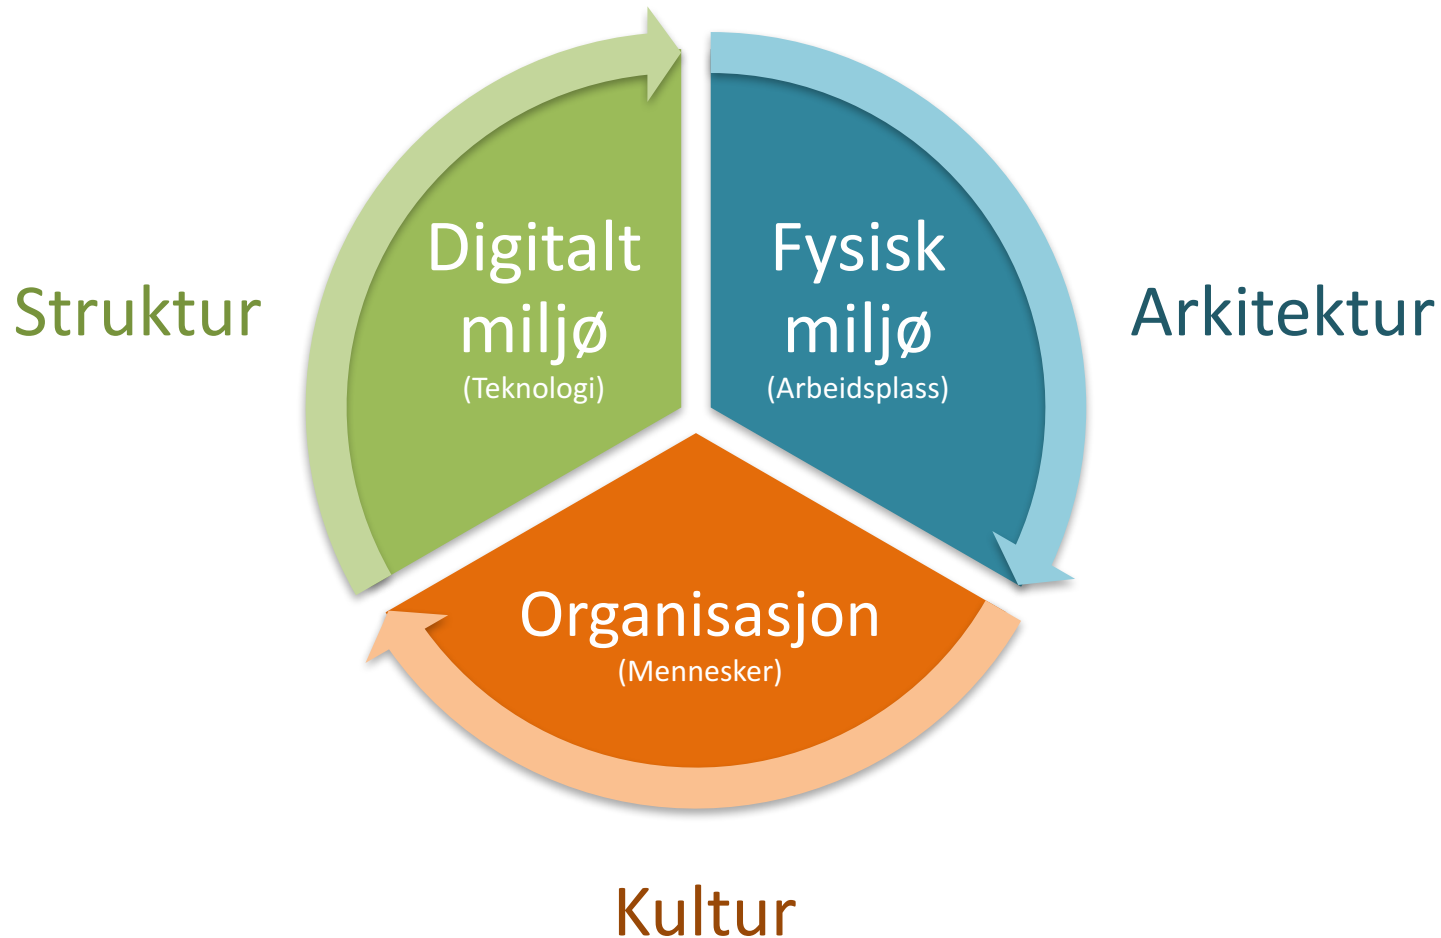 Struktur
Digitalt
miljø
(Teknologi)
Fysisk
miljø
(Arbeidsplass)
Arkitektur
Organisasjon
(Mennesker)
Kultur